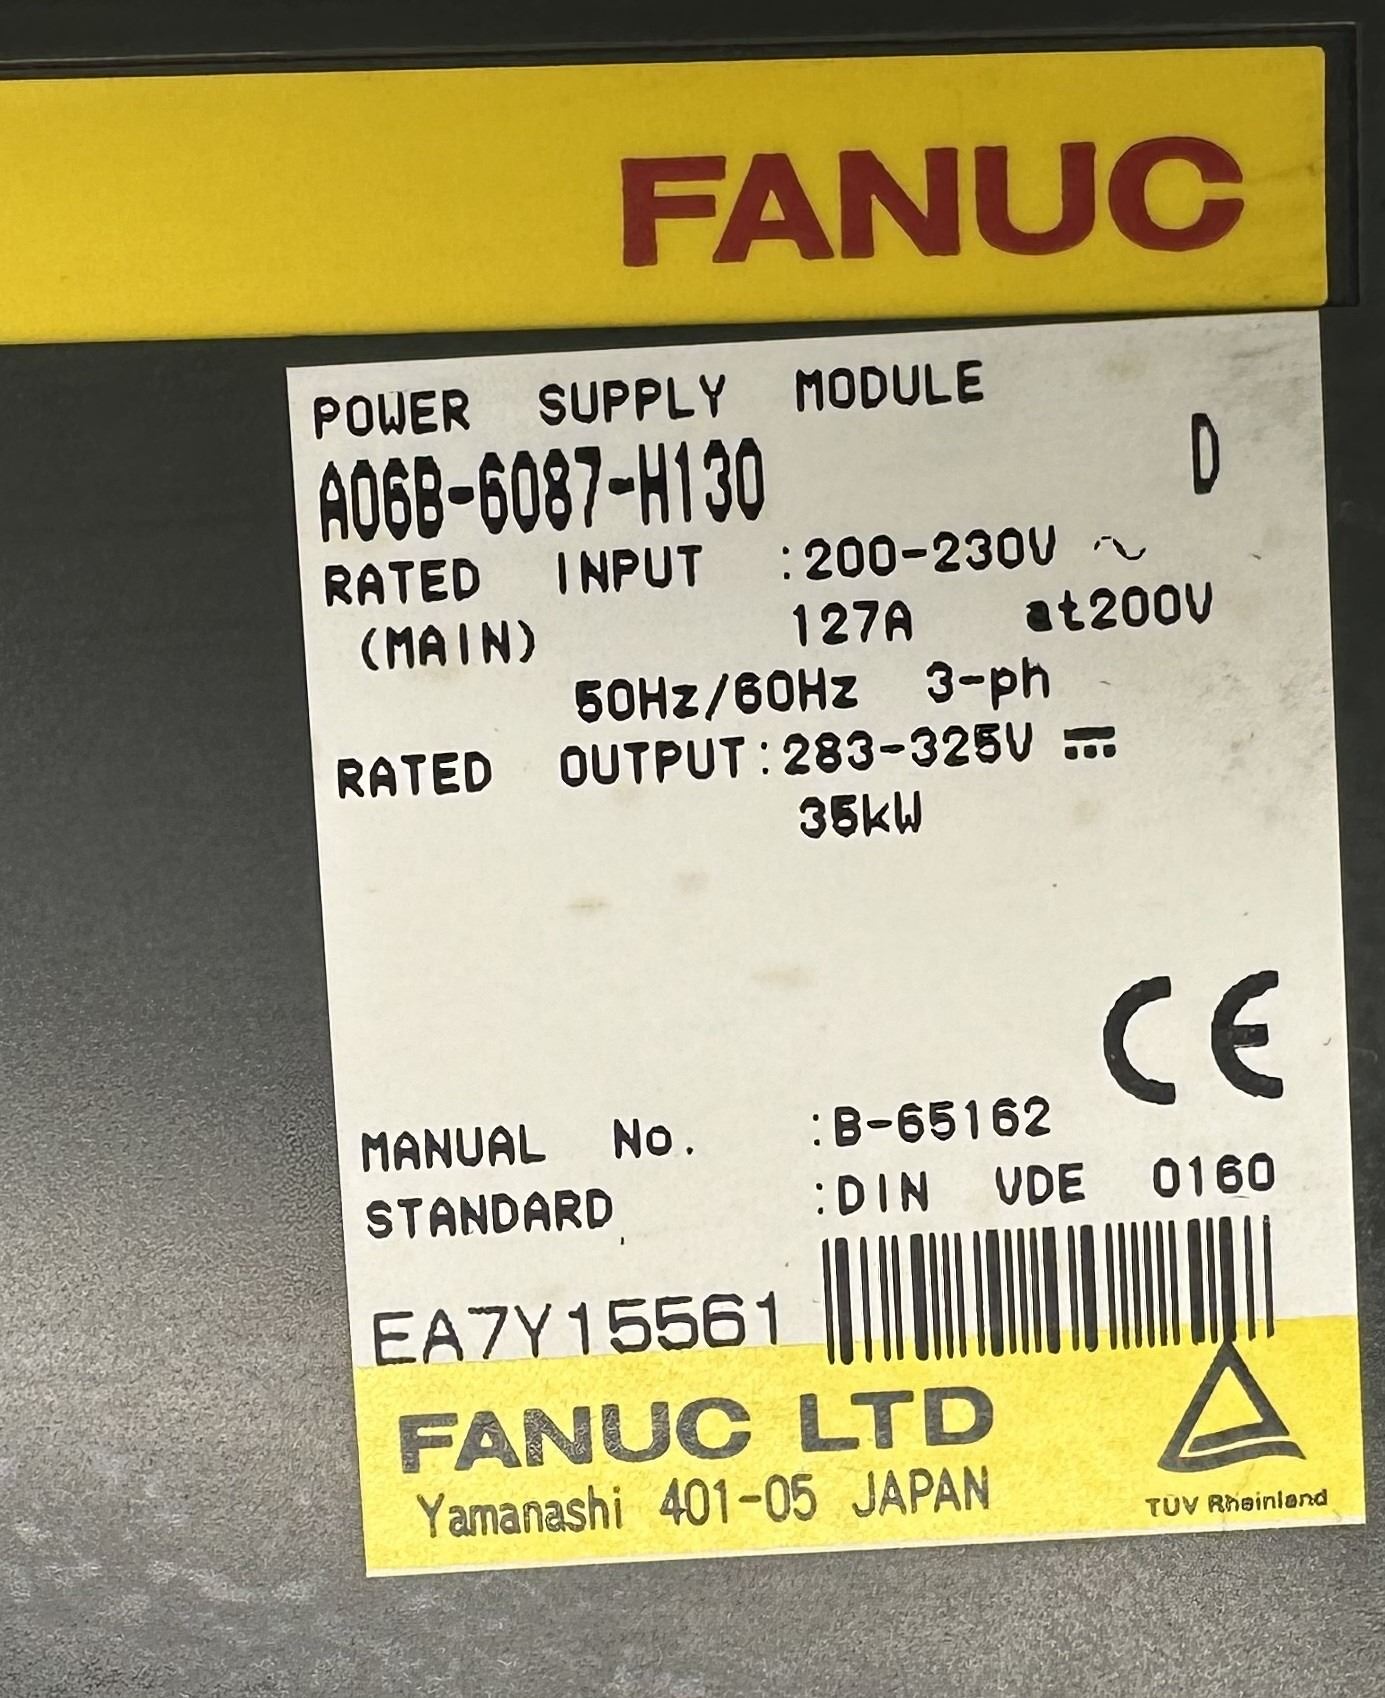 FANUC
POWER SUPPLY MODULE
A06B-6087-H130 D
RATED INPUT :200-230V ~
(MAIN) 127A at200V
50Hz/60Hz 3-ph
RATED OUTPUT:283-325V ⎓
35kW
CE
MANUAL No. :B-65162
STANDARD :DIN VDE 0160
EA7Y15561
FANUC LTD
Yamanashi 401-05 JAPAN
TÜV Rheinland